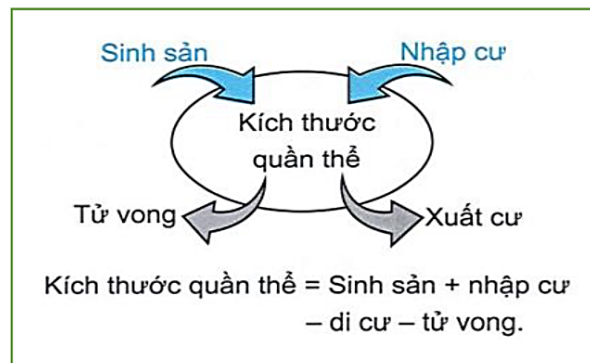 Sinh sản
Nhập cư
Kích thước
quần thể
Tử vong
Xuất cư
Kích thước quần thể = Sinh sản + nhập cư
– di cư – tử vong.